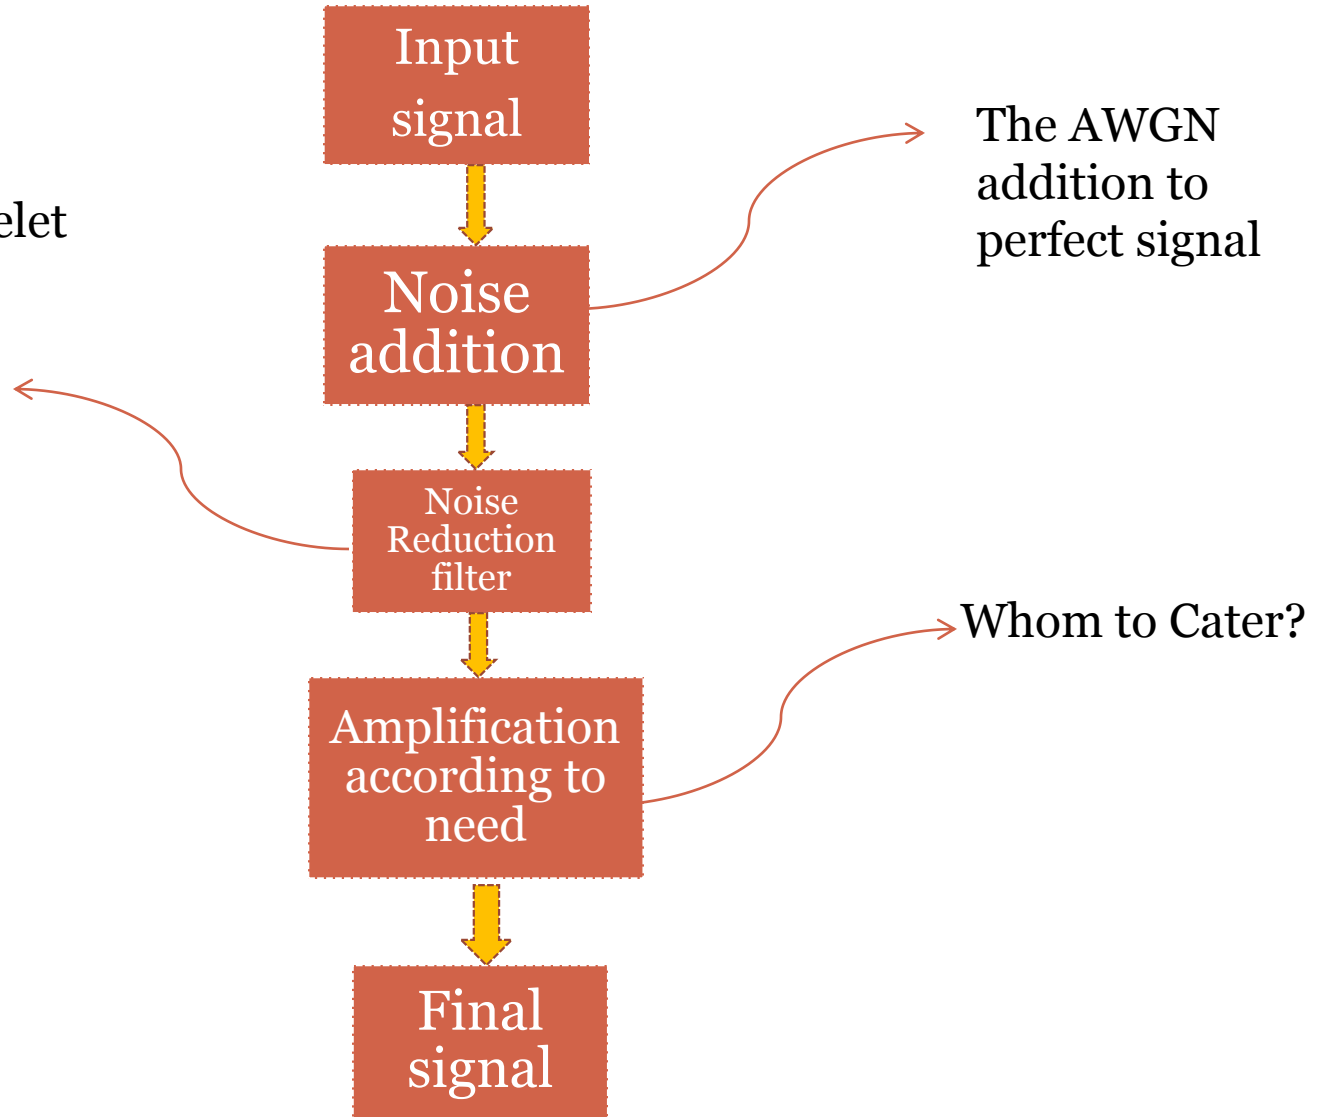 Input
signal
The AWGN
addition to
perfect signal
elet
Noise
addition
Noise
Reduction
filter
Whom to Cater?
Amplification
according to
need
Final
signal